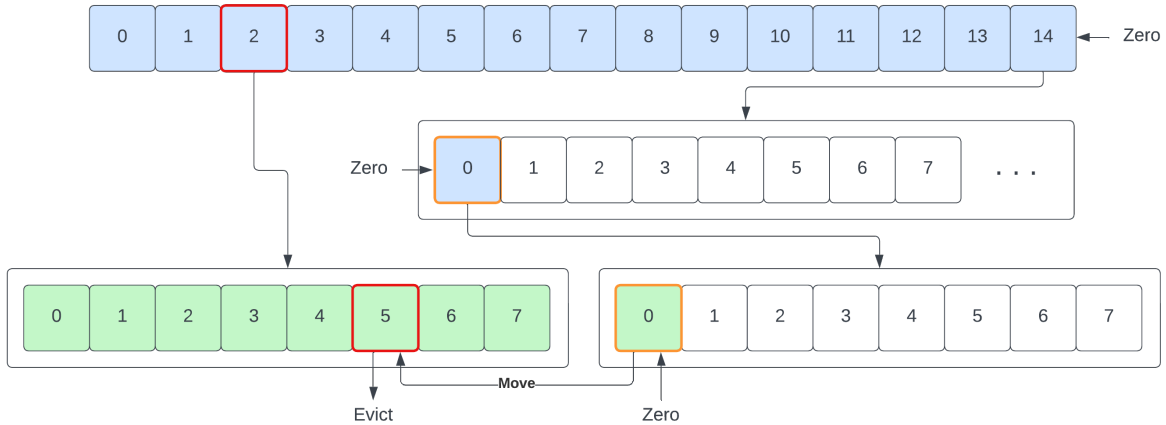 0 1 2 3 4 5 6 7 8 9 10 11 12 13 14 Zero
Zero 0 1 2 3 4 5 6 7 . . .
0 1 2 3 4 5 6 7
0 1 2 3 4 5 6 7
Move
Evict
Zero